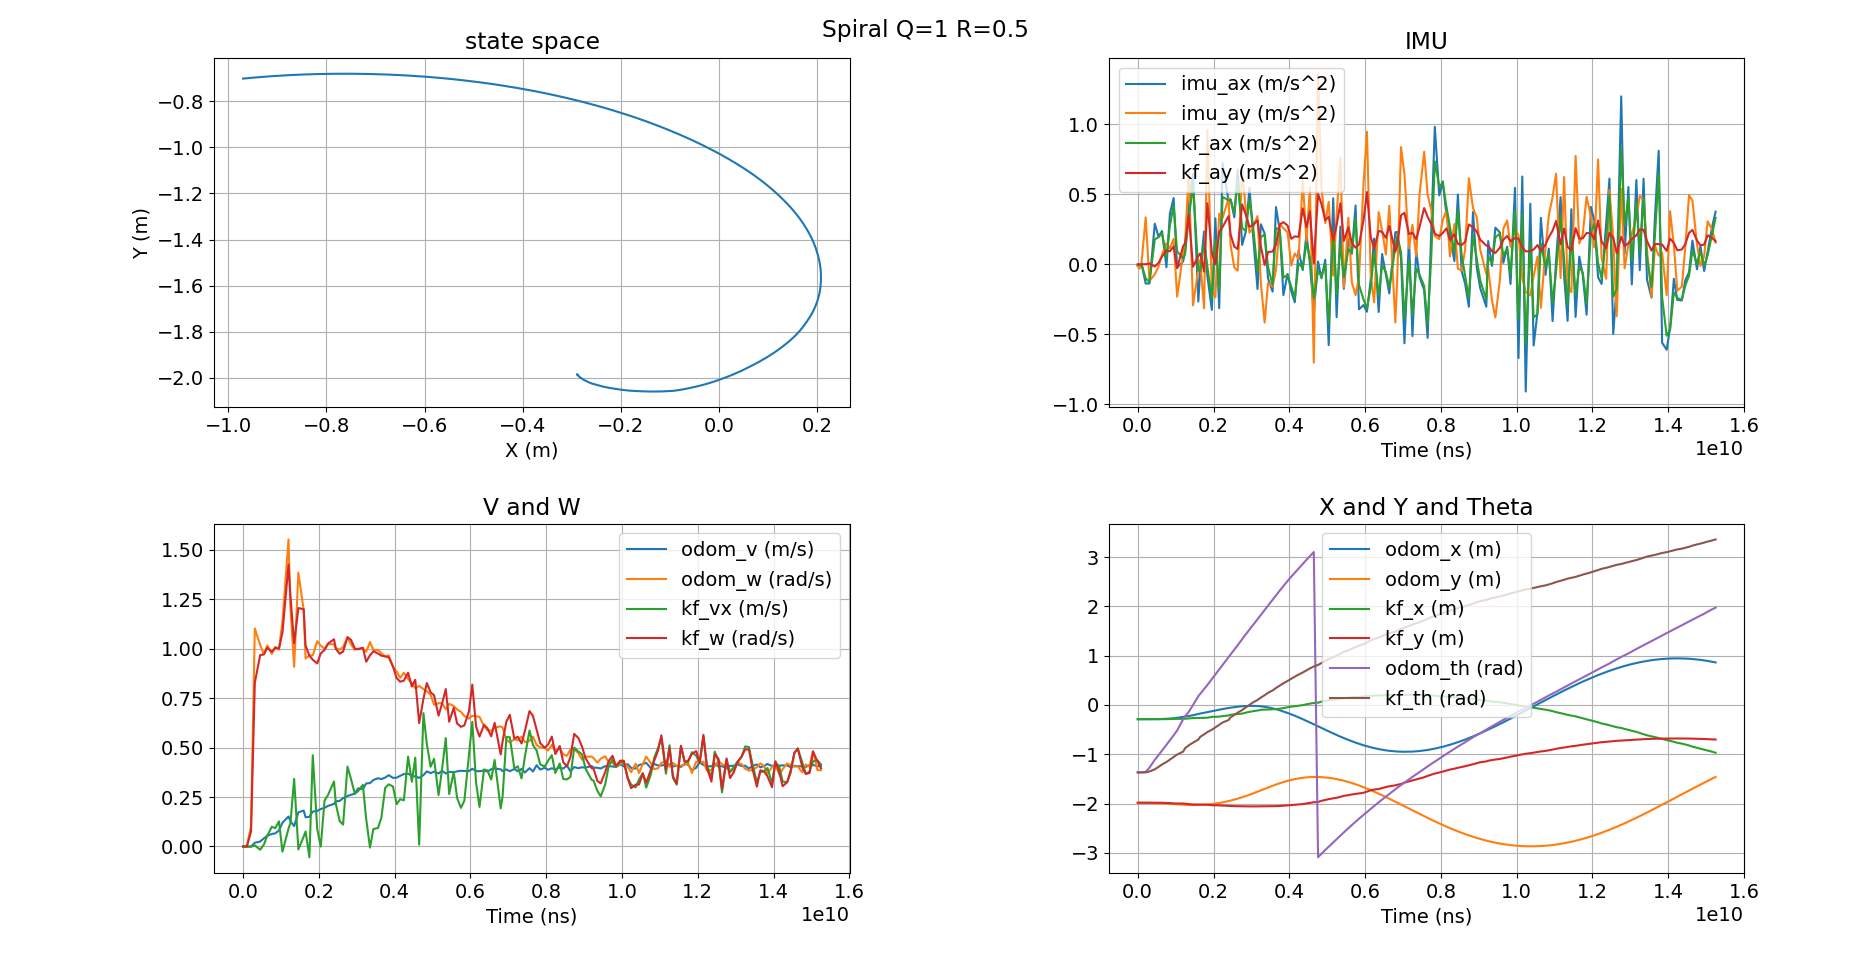 Spiral Q=1 R=0.5
state space
Y (m)
−0.8
−1.0
−1.2
−1.4
−1.6
−1.8
−2.0
−1.0 −0.8 −0.6 −0.4 −0.2 0.0 0.2
X (m)
IMU
imu_ax (m/s^2)
imu_ay (m/s^2)
kf_ax (m/s^2)
kf_ay (m/s^2)
1.0
0.5
0.0
−0.5
−1.0
0.0 0.2 0.4 0.6 0.8 1.0 1.2 1.4 1.6
Time (ns)
1e10
V and W
odom_v (m/s)
odom_w (rad/s)
kf_vx (m/s)
kf_w (rad/s)
1.50
1.25
1.00
0.75
0.50
0.25
0.00
0.0 0.2 0.4 0.6 0.8 1.0 1.2 1.4 1.6
Time (ns)
1e10
X and Y and Theta
odom_x (m)
odom_y (m)
kf_x (m)
kf_y (m)
odom_th (rad)
kf_th (rad)
3
2
1
0
−1
−2
−3
0.0 0.2 0.4 0.6 0.8 1.0 1.2 1.4 1.6
Time (ns)
1e10